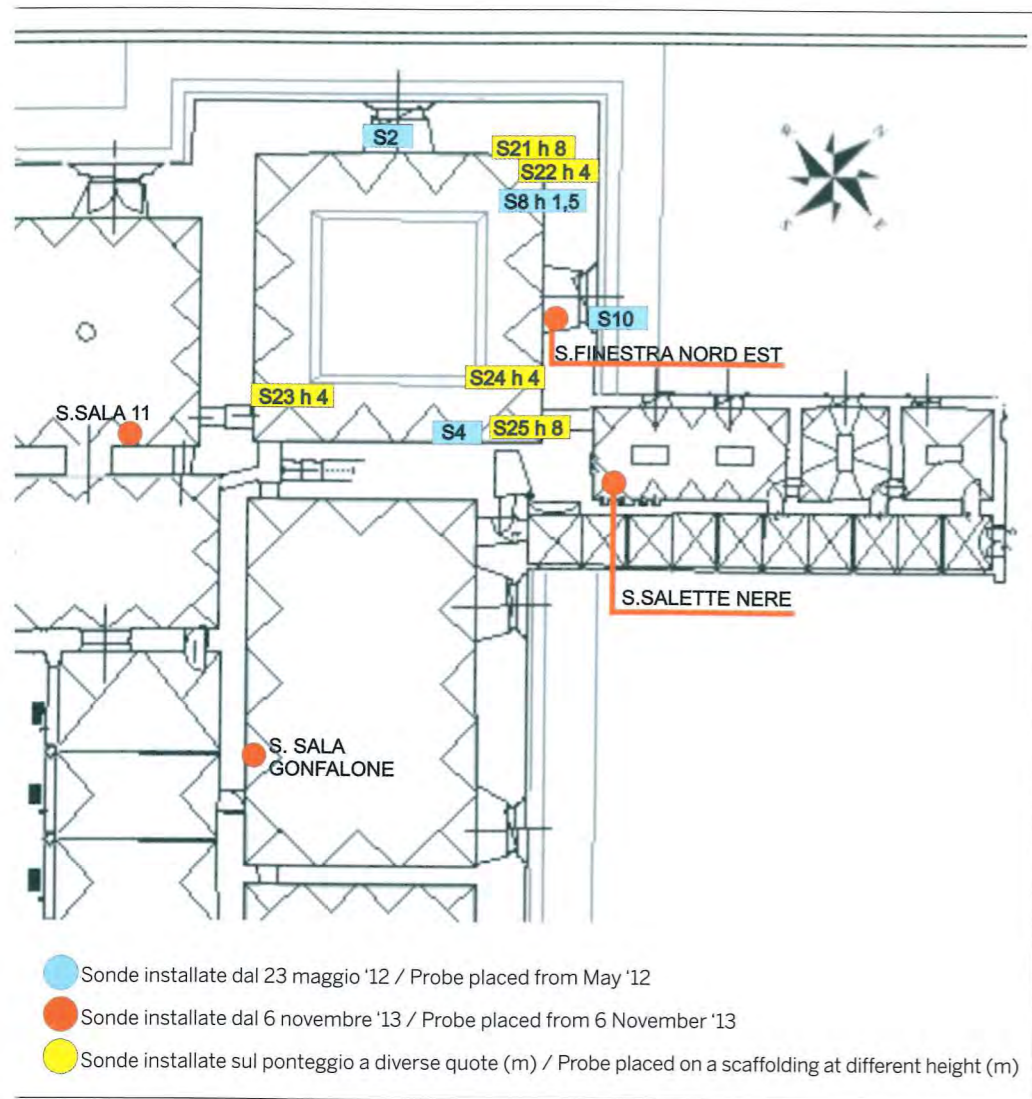 S2
S21 h 8
S22 h 4
S8 h 1,5
S10
S.FINESTRA NORD EST
S24 h 4
S23 h 4
S.SALA 11
S4
S25 h 8
S.SALETTE NERE
S. SALA
GONFALONE
Sonde installate dal 23 maggio ‘12 / Probe placed from May ‘12
Sonde installate dal 6 novembre ‘13 / Probe placed from 6 November ‘13
Sonde installate sul ponteggio a diverse quote (m) / Probe placed on a scaffolding at different height (m)